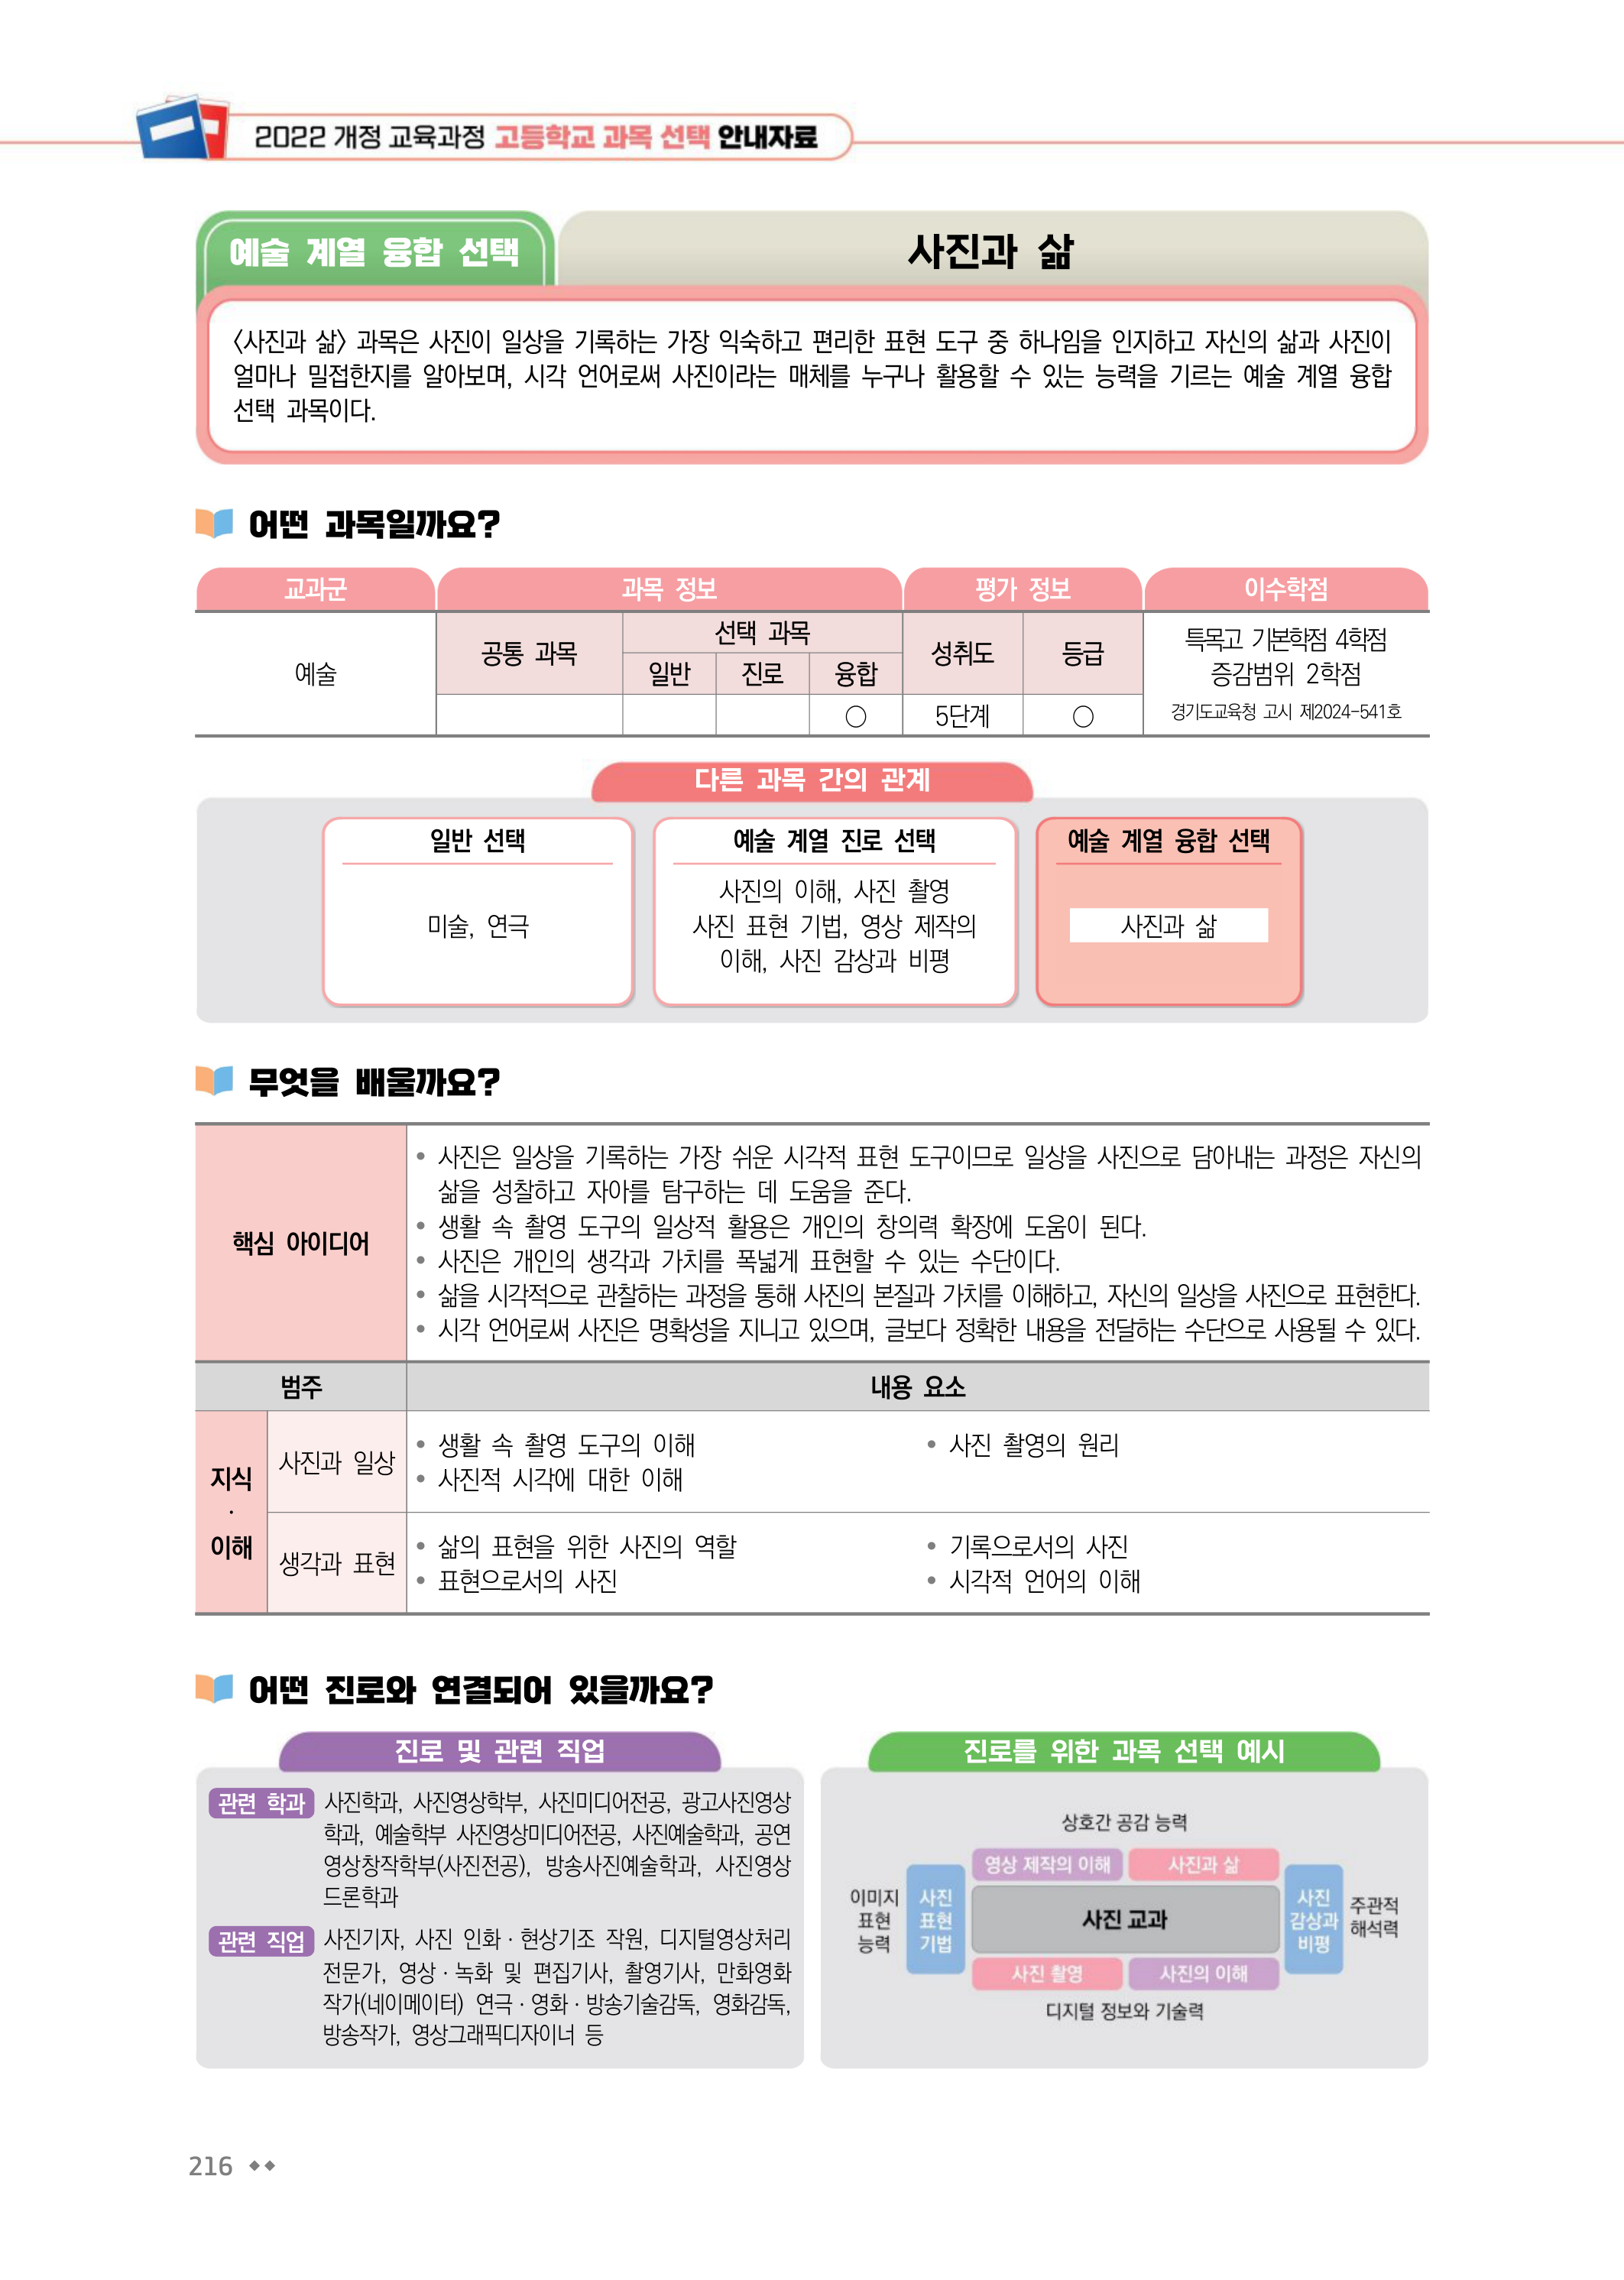 2022 개정 교육과정 고등학교 과목 선택 안내자료
예술 계열 융합 선택
사진과 삶
〈사진과 삶〉 과목은 사진이 일상을 기록하는 가장 익숙하고 편리한 표현 도구 중 하나임을 인지하고 자신의 삶과 사진이
얼마나 밀접한지를 알아보며, 시각 언어로써 사진이라는 매체를 누구나 활용할 수 있는 능력을 기르는 예술 계열 융합
선택 과목이다.
어떤 과목일까요?
교과군 과목 정보 평가 정보 이수학점
예술
공통 과목
선택 과목
일반 진로 융합
성취도 등급
○ 5단계 ○
특목고 기본학점 4학점
증감범위 2학점
경기도교육청 고시 제2024-541호
다른 과목 간의 관계
일반 선택
미술, 연극
예술 계열 진로 선택
사진의 이해, 사진 촬영
사진 표현 기법, 영상 제작의
이해, 사진 감상과 비평
예술 계열 융합 선택
사진과 삶
무엇을 배울까요?
핵심 아이디어
• 사진은 일상을 기록하는 가장 쉬운 시각적 표현 도구이므로 일상을 사진으로 담아내는 과정은 자신의
삶을 성찰하고 자아를 탐구하는 데 도움을 준다.
• 생활 속 촬영 도구의 일상적 활용은 개인의 창의력 확장에 도움이 된다.
• 사진은 개인의 생각과 가치를 폭넓게 표현할 수 있는 수단이다.
• 삶을 시각적으로 관찰하는 과정을 통해 사진의 본질과 가치를 이해하고, 자신의 일상을 사진으로 표현한다.
• 시각 언어로써 사진은 명확성을 지니고 있으며, 글보다 정확한 내용을 전달하는 수단으로 사용될 수 있다.
범주 내용 요소
지식
·
이해
사진과 일상
• 생활 속 촬영 도구의 이해 • 사진 촬영의 원리
• 사진적 시각에 대한 이해
생각과 표현
• 삶의 표현을 위한 사진의 역할 • 기록으로서의 사진
• 표현으로서의 사진 • 시각적 언어의 이해
어떤 진로와 연결되어 있을까요?
진로 및 관련 직업
관련 학과 사진학과, 사진영상학부, 사진미디어전공, 광고사진영상
학과, 예술학부 사진영상미디어전공, 사진예술학과, 공연
영상창작학부(사진전공), 방송사진예술학과, 사진영상
드론학과
관련 직업 사진기자, 사진 인화 · 현상기조 작원, 디지털영상처리
전문가, 영상 · 녹화 및 편집기사, 촬영기사, 만화영화
작가(네이메이터) 연극 · 영화 · 방송기술감독, 영화감독,
방송작가, 영상그래픽디자이너 등
진로를 위한 과목 선택 예시
상호간 공감 능력
영상 제작의 이해 사진과 삶
이미지
표현
능력
사진
표현
기법
사진 교과
사진
감상과
비평
주관적
해석력
사진 촬영 사진의 이해
디지털 정보와 기술력
216